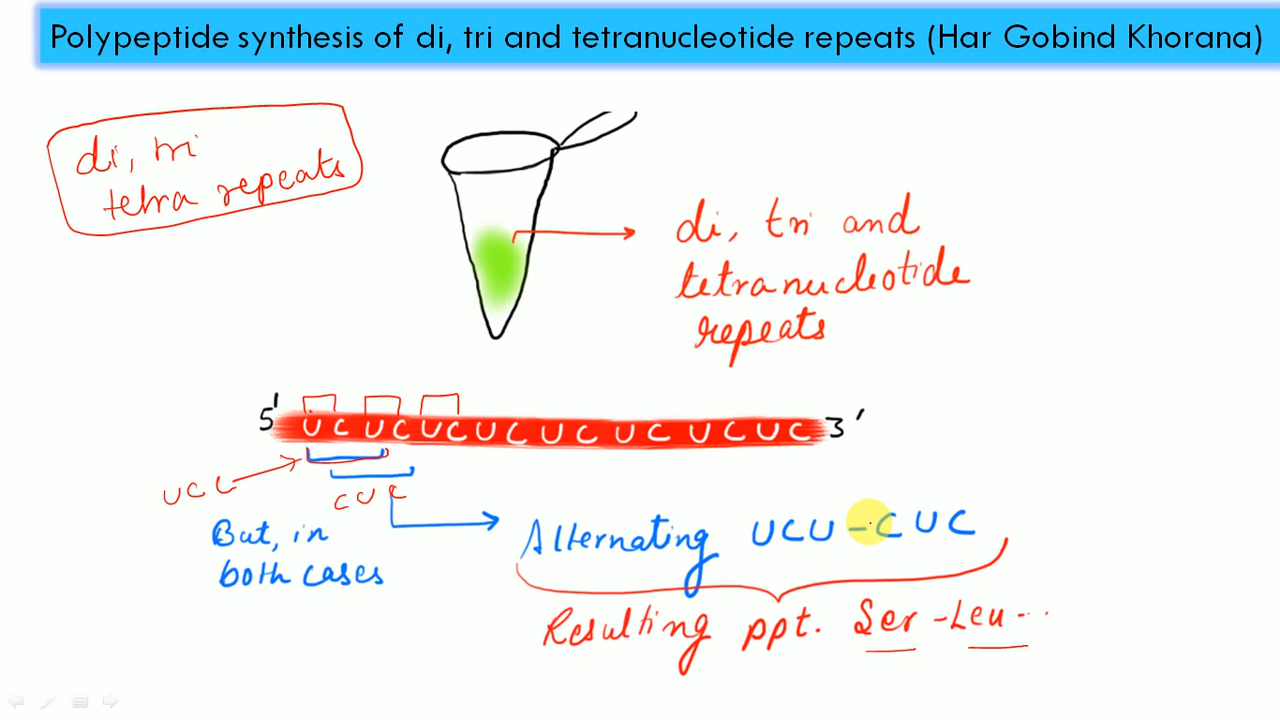 Polypeptide synthesis of di, tri and tetranucleotide repeats (Har Gobind Khorana)
di, tri
tetra repeats
di, tri and
tetranucleotide
repeats
5' U C U C U C U C U C U C U C U C 3'
UCU
CUC
But, in
both cases
Alternating UCU-CUC
Resulting ppt. Ser-Leu-..